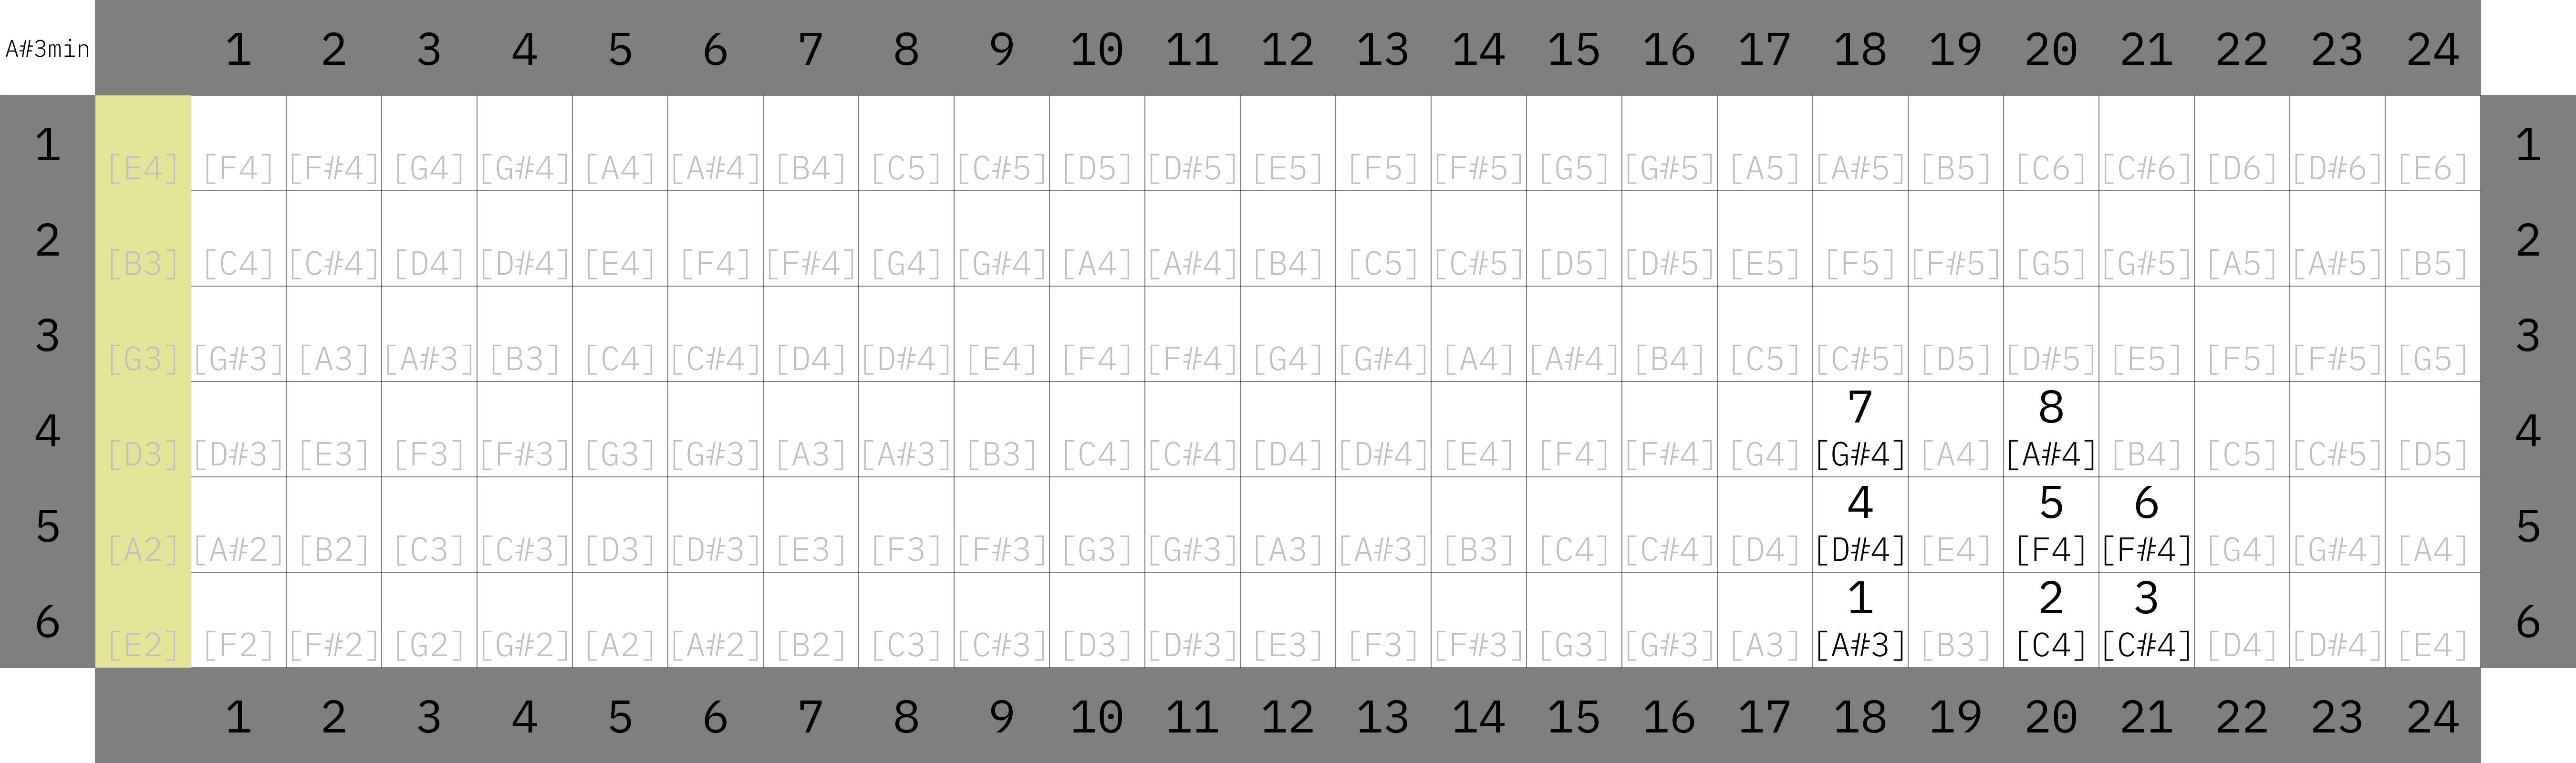 A#3min 1 2 3 4 5 6 7 8 9 10 11 12 13 14 15 16 17 18 19 20 21 22 23 24
1 [E4] [F4] [F#4] [G4] [G#4] [A4] [A#4] [B4] [C5] [C#5] [D5] [D#5] [E5] [F5] [F#5] [G5] [G#5] [A5] [A#5] [B5] [C6] [C#6] [D6] [D#6] [E6] 1
2 [B3] [C4] [C#4] [D4] [D#4] [E4] [F4] [F#4] [G4] [G#4] [A4] [A#4] [B4] [C5] [C#5] [D5] [D#5] [E5] [F5] [F#5] [G5] [G#5] [A5] [A#5] [B5] 2
3 [G3] [G#3] [A3] [A#3] [B3] [C4] [C#4] [D4] [D#4] [E4] [F4] [F#4] [G4] [G#4] [A4] [A#4] [B4] [C5] [C#5] [D5] [D#5] [E5] [F5] [F#5] [G5] 3
7 8
4 [D3] [D#3] [E3] [F3] [F#3] [G3] [G#3] [A3] [A#3] [B3] [C4] [C#4] [D4] [D#4] [E4] [F4] [F#4] [G4] [G#4] [A4] [A#4] [B4] [C5] [C#5] [D5] 4
4 5 6
5 [A2] [A#2] [B2] [C3] [C#3] [D3] [D#3] [E3] [F3] [F#3] [G3] [G#3] [A3] [A#3] [B3] [C4] [C#4] [D4] [D#4] [E4] [F4] [F#4] [G4] [G#4] [A4] 5
1 2 3
6 [E2] [F2] [F#2] [G2] [G#2] [A2] [A#2] [B2] [C3] [C#3] [D3] [D#3] [E3] [F3] [F#3] [G3] [G#3] [A3] [A#3] [B3] [C4] [C#4] [D4] [D#4] [E4] 6
1 2 3 4 5 6 7 8 9 10 11 12 13 14 15 16 17 18 19 20 21 22 23 24